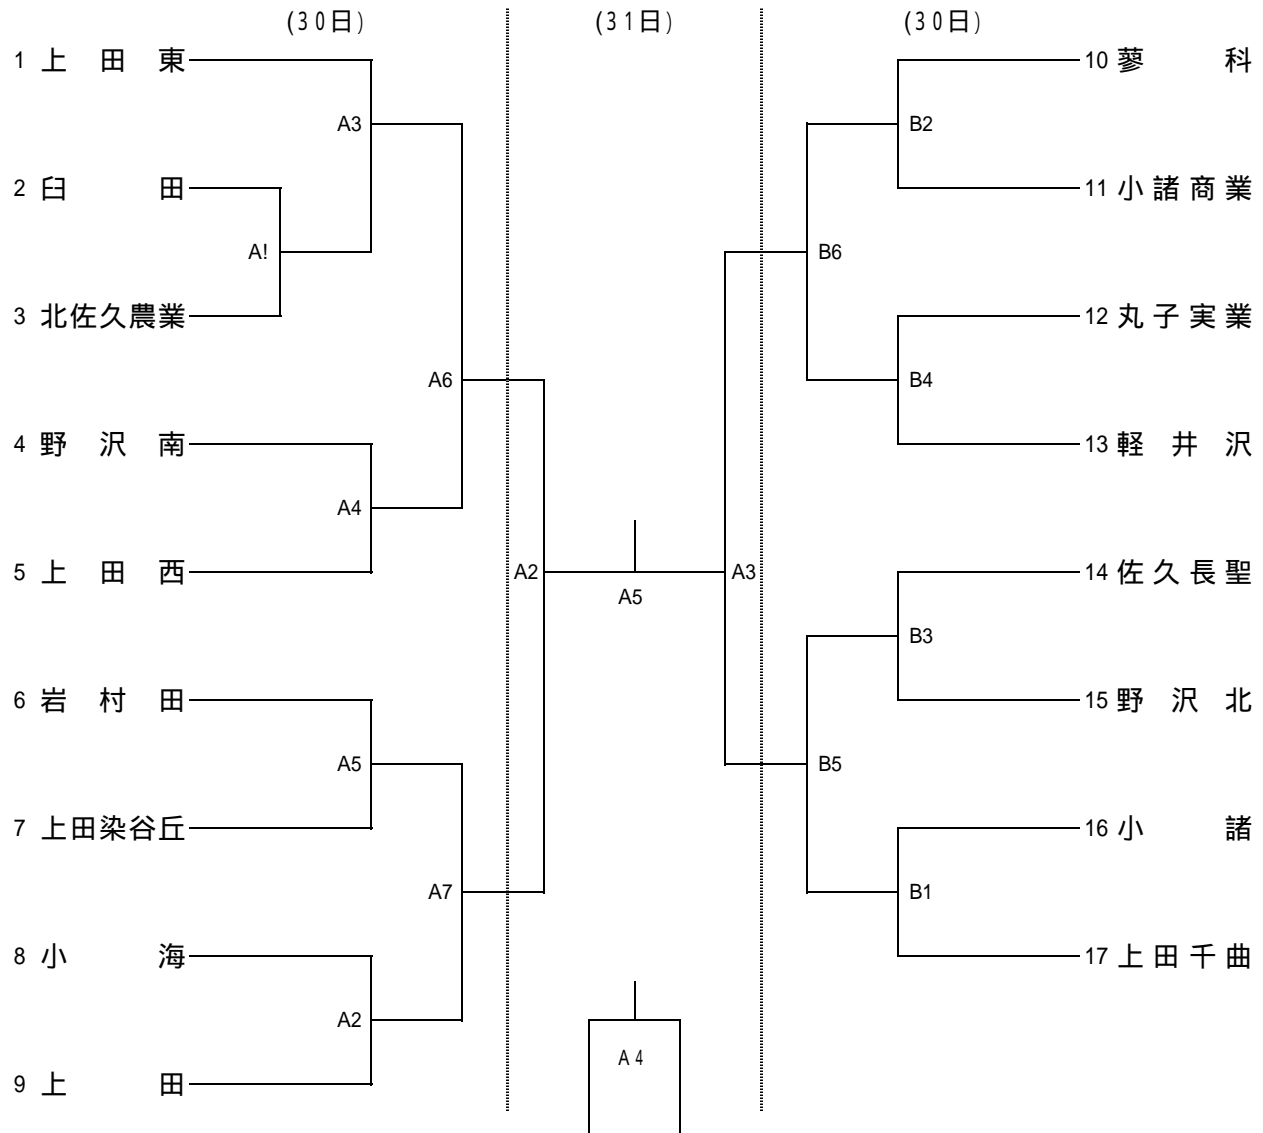 (30日) (31日) (30日)
1 上田東 10 蓼科
A3 B2
2 臼田 11 小諸商業
A! B6
3 北佐久農業 12 丸子実業
A6 B4
4 野沢南 13 軽井沢
A4
5 上田西 A2 A3 14 佐久長聖
A5
B3
6 岩村田 15 野沢北
A5 B5
7 上田染谷丘 16 小諸
A7 B1
8 小海 17 上田千曲
A2
A4
9 上田